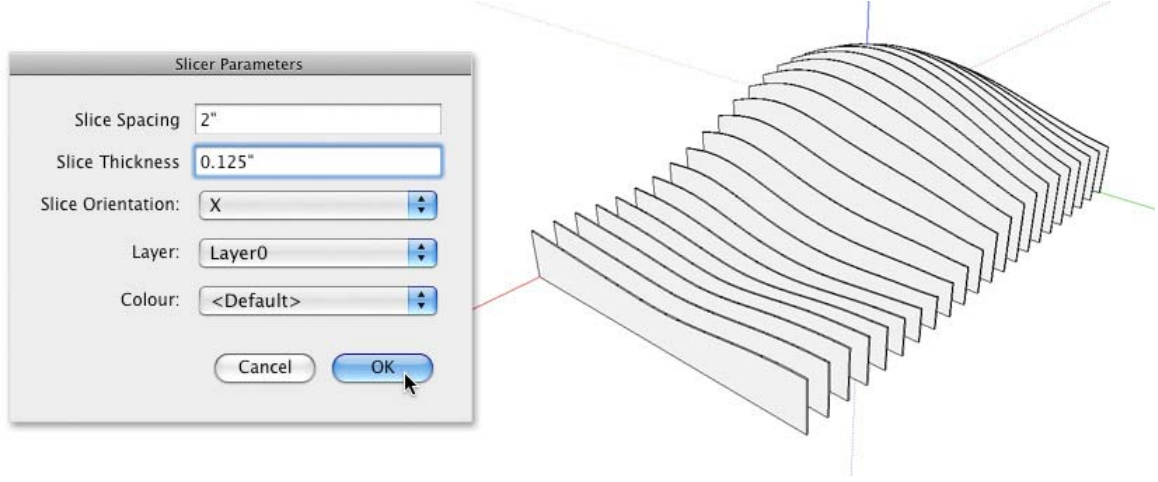 Slicer Parameters
Slice Spacing 2"
Slice Thickness 0.125"
Slice Orientation: X
Layer: Layer0
Colour: <Default>
Cancel OK